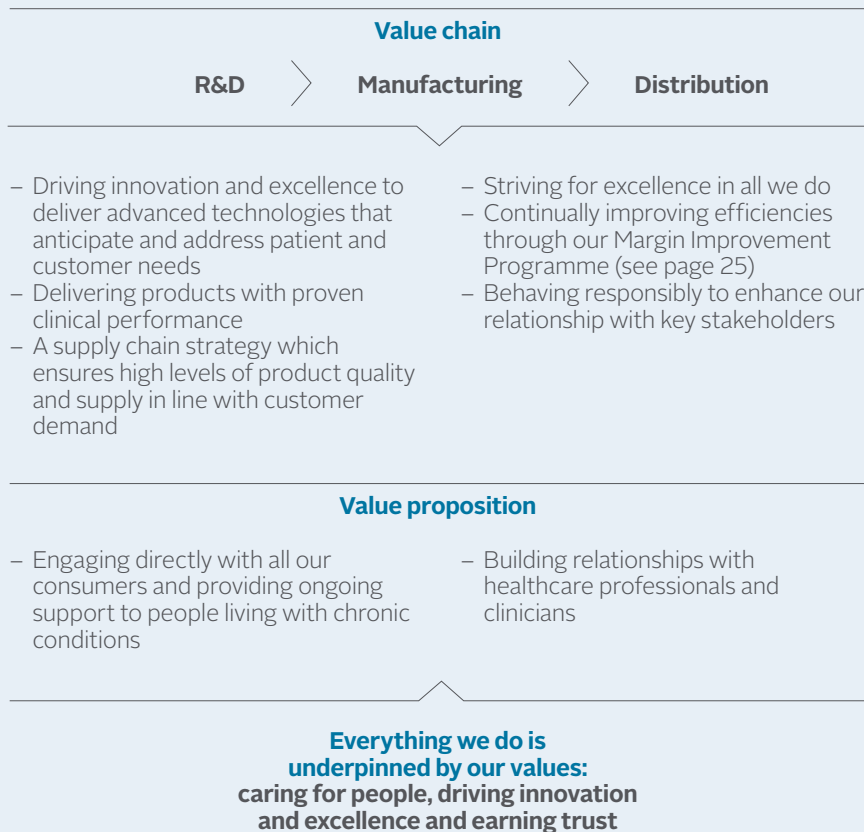 Value chain
R&D Manufacturing Distribution
– Driving innovation and excellence to
deliver advanced technologies that
anticipate and address patient and
customer needs
– Delivering products with proven
clinical performance
– A supply chain strategy which
ensures high levels of product quality
and supply in line with customer
demand
– Striving for excellence in all we do
– Continually improving efficiencies
through our Margin Improvement
Programme (see page 25)
– Behaving responsibly to enhance our
relationship with key stakeholders
Value proposition
– Engaging directly with all our
consumers and providing ongoing
support to people living with chronic
conditions
– Building relationships with
healthcare professionals and
clinicians
Everything we do is
underpinned by our values:
caring for people, driving innovation
and excellence and earning trust